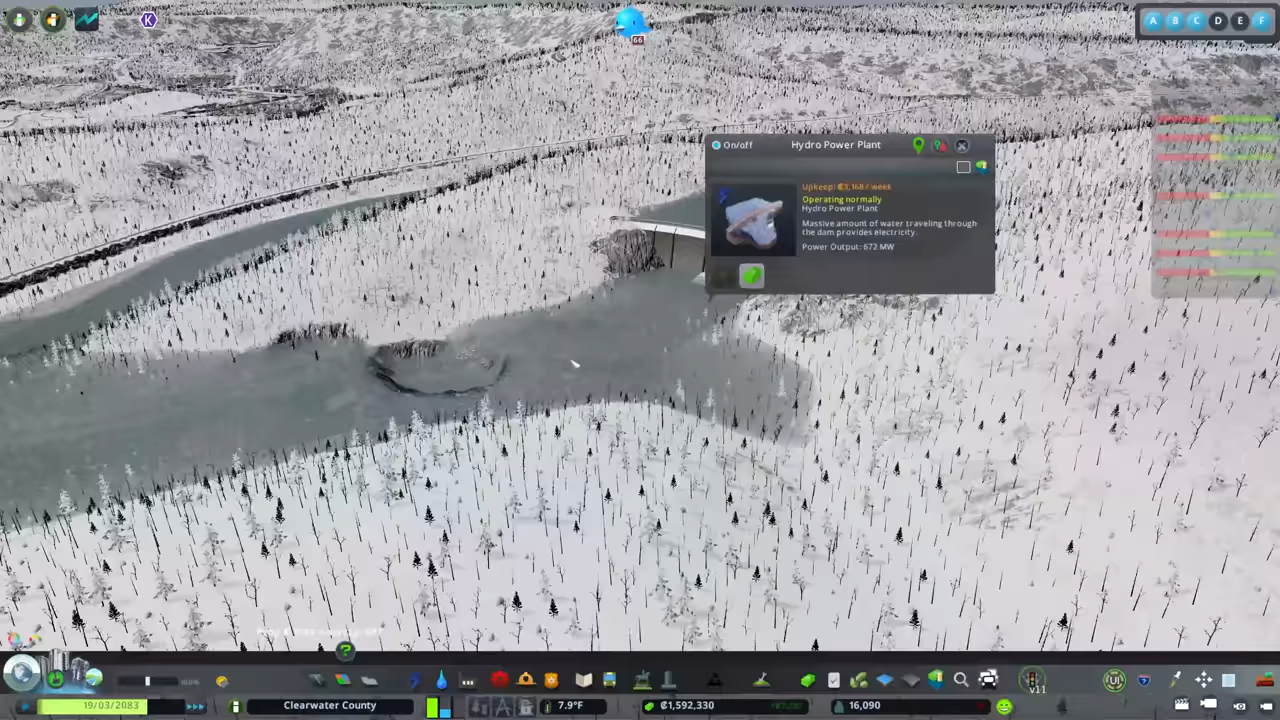 K
66
A B C D E F
On/off
Hydro Power Plant
Upkeep: ₡3,168 / week
Operating normally
Hydro Power Plant
Massive amount of water traveling through
the dam provides electricity.
Power Output: 672 MW
?
v11
19/03/2083
Clearwater County
7.9°F
₡1,592,330
16,090